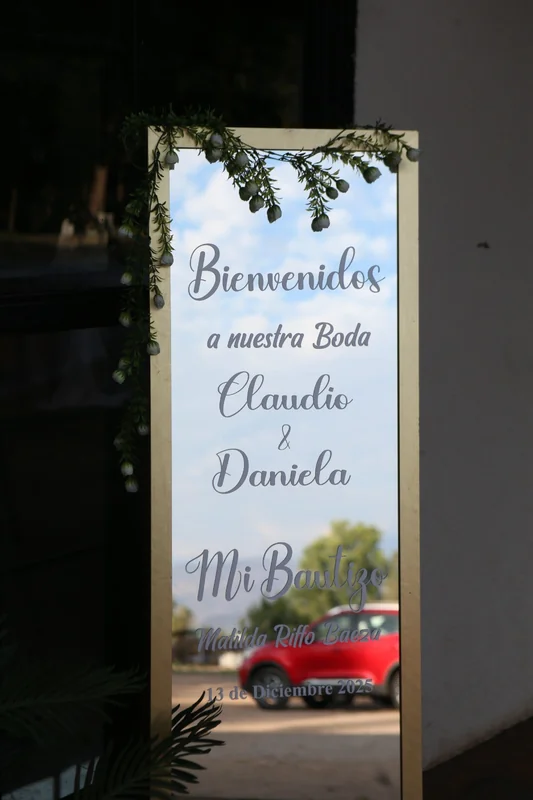 Bienvenidos
a nuestra Boda
Claudio
&
Daniela
Mi Bautizo
Matilda Riffo Baeza
13 de Diciembre 2025